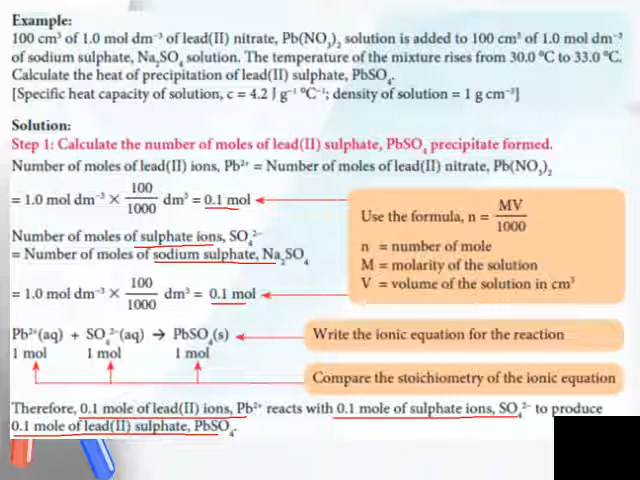 Example:
100 cm³ of 1.0 mol dm⁻³ of lead(II) nitrate, Pb(NO₃)₂ solution is added to 100 cm³ of 1.0 mol dm⁻³
of sodium sulphate, Na₂SO₄ solution. The temperature of the mixture rises from 30.0 °C to 33.0 °C.
Calculate the heat of precipitation of lead(II) sulphate, PbSO₄.
[Specific heat capacity of solution, c = 4.2 J g⁻¹ °C⁻¹; density of solution = 1 g cm⁻³]
Solution:
Step 1: Calculate the number of moles of lead(II) sulphate, PbSO₄ precipitate formed.
Number of moles of lead(II) ions, Pb²⁺ = Number of moles of lead(II) nitrate, Pb(NO₃)₂
= 1.0 mol dm⁻³ × 100/1000 dm³ = 0.1 mol
Use the formula, n = MV/1000
n = number of mole
M = molarity of the solution
V = volume of the solution in cm³
Number of moles of sulphate ions, SO₄²⁻
= Number of moles of sodium sulphate, Na₂SO₄
= 1.0 mol dm⁻³ × 100/1000 dm³ = 0.1 mol
Pb²⁺(aq) + SO₄²⁻(aq) → PbSO₄(s)
Write the ionic equation for the reaction
1 mol 1 mol 1 mol
Compare the stoichiometry of the ionic equation
Therefore, 0.1 mole of lead(II) ions, Pb²⁺ reacts with 0.1 mole of sulphate ions, SO₄²⁻ to produce
0.1 mole of lead(II) sulphate, PbSO₄.